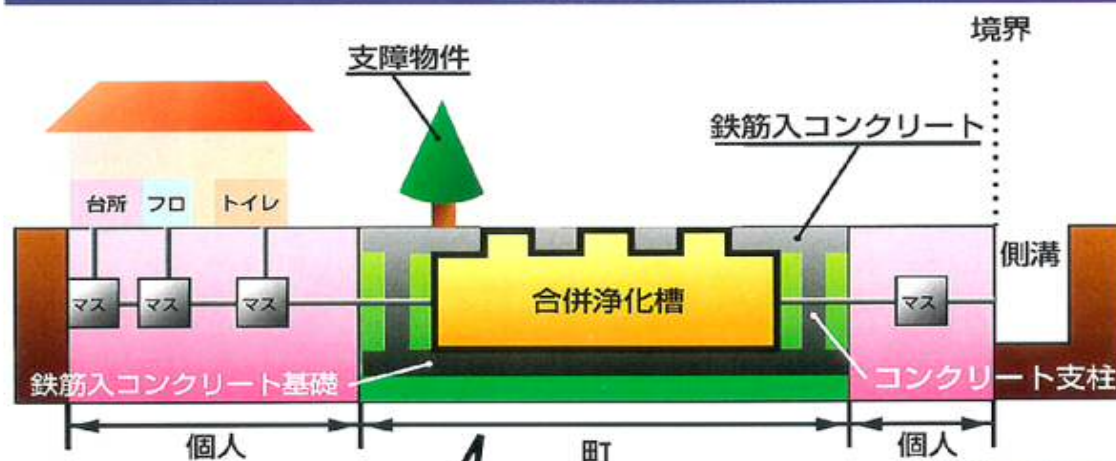 境界
支障物件
鉄筋入コンクリート
台所 フロ トイレ
側溝
マス マス マス 合併浄化槽 マス
鉄筋入コンクリート基礎 コンクリート支柱
個人 町 個人